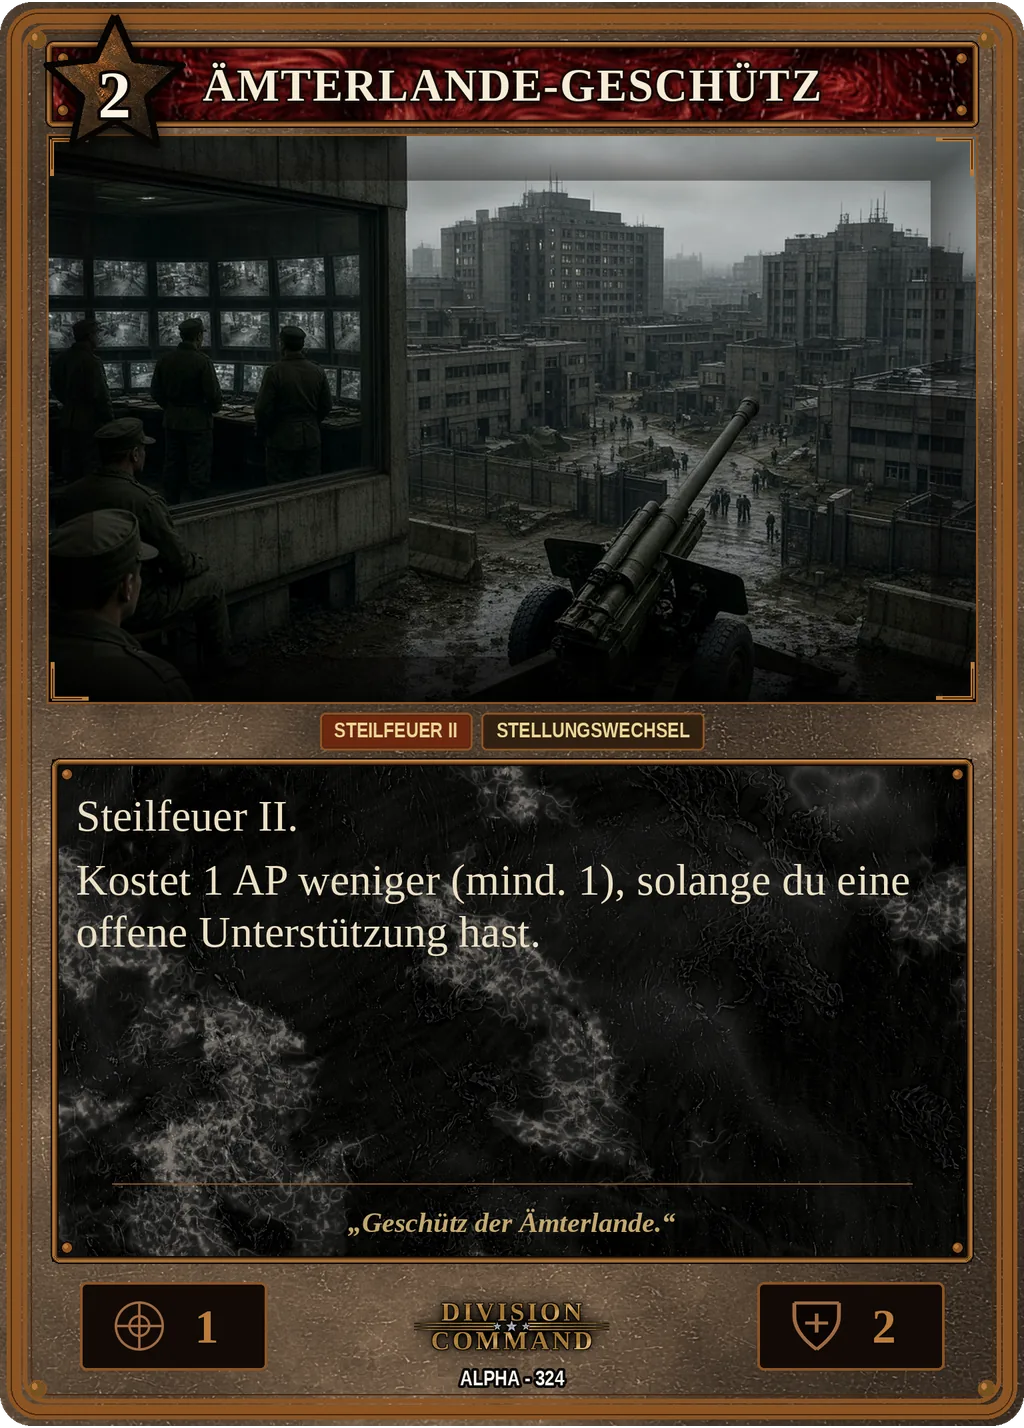 2
ÄMTERLANDE-GESCHÜTZ
STEILFEUER II
STELLUNGSWECHSEL
Steilfeuer II.
Kostet 1 AP weniger (mind. 1), solange du eine
offene Unterstützung hast.
„Geschütz der Ämterlande.“
1
DIVISION
COMMAND
2
ALPHA - 324